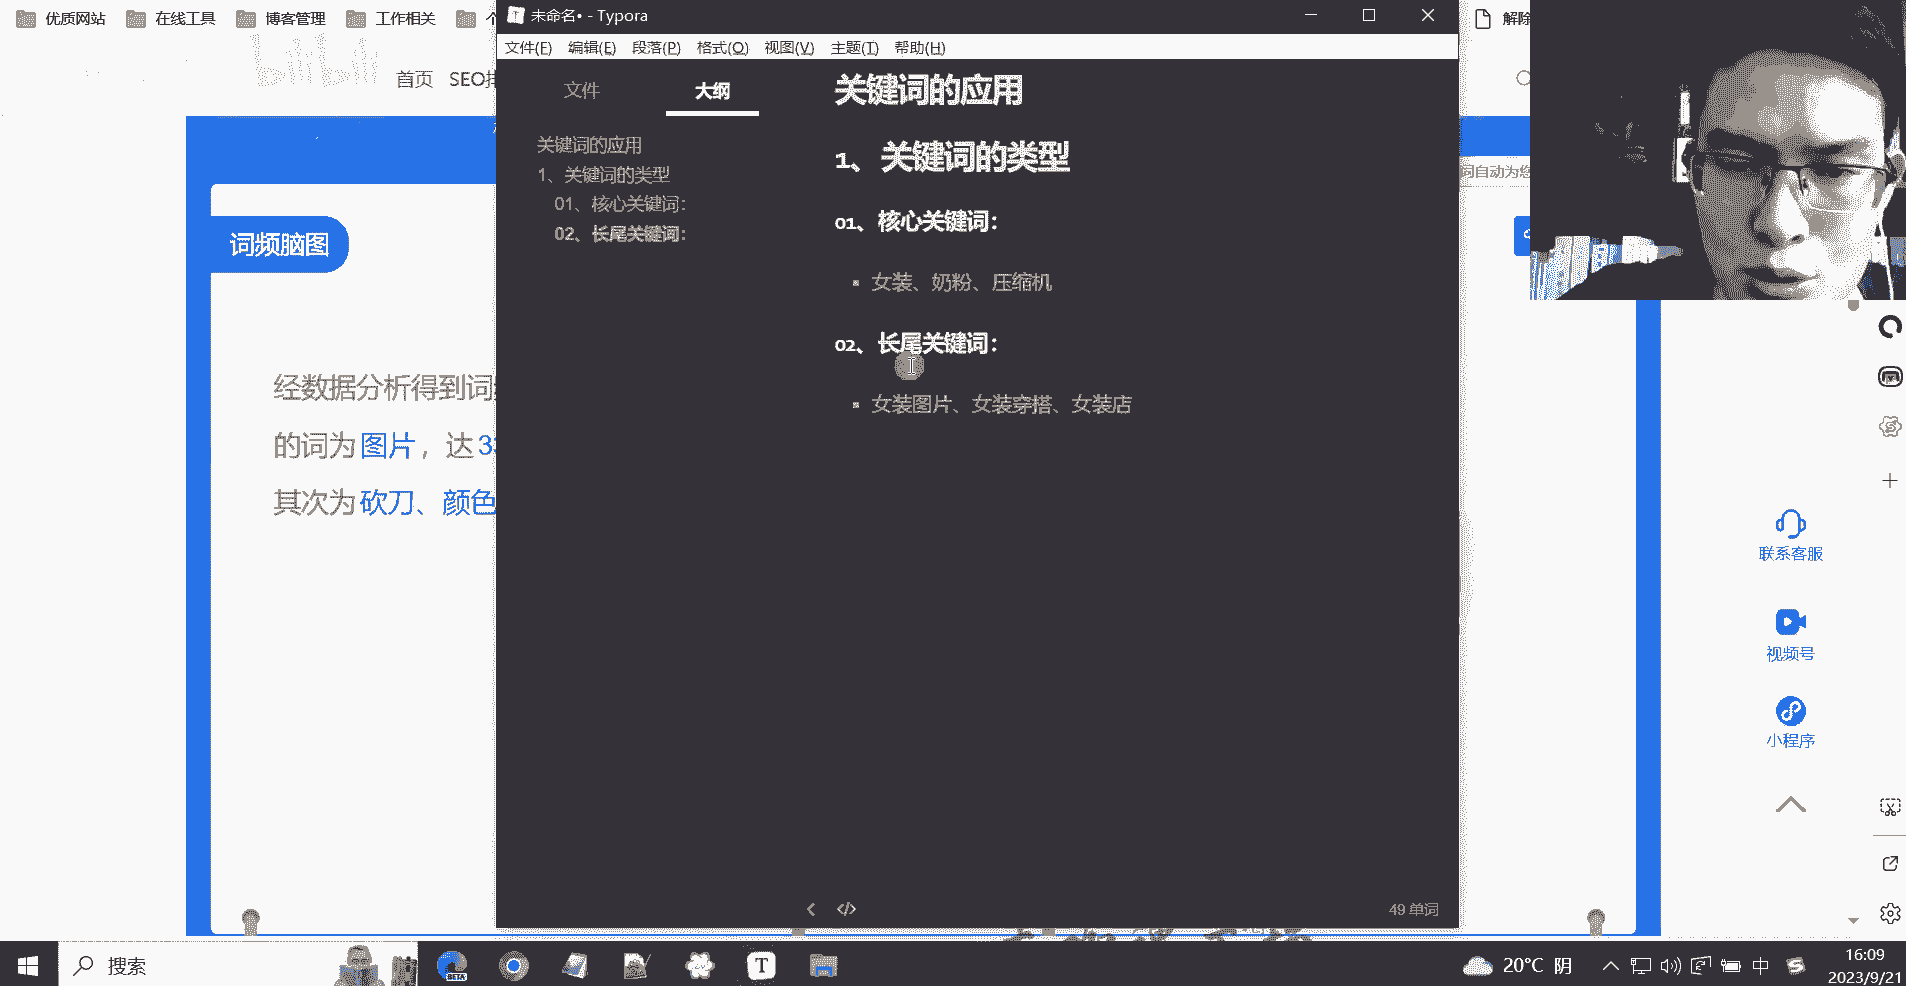 优质网站 在线工具 博客管理 工作相关
未命名• - Typora
解除
文件(F) 编辑(E) 段落(P) 格式(O) 视图(V) 主题(T) 帮助(H)
bilibili
首页 SEO
文件 大纲
关键词的应用
1、关键词的类型
01、核心关键词：
02、长尾关键词：
关键词的应用
1、 关键词的类型
01、核心关键词：
女装、奶粉、压缩机
02、长尾关键词：
女装图片、女装穿搭、女装店
词自动为您
词频脑图
经数据分析得到词频
的词为 图片，达 33
其次为 砍刀、颜色
联系客服
视频号
小程序
49 单词
搜索
BETA
20°C 阴
中
16:09
2023/9/21